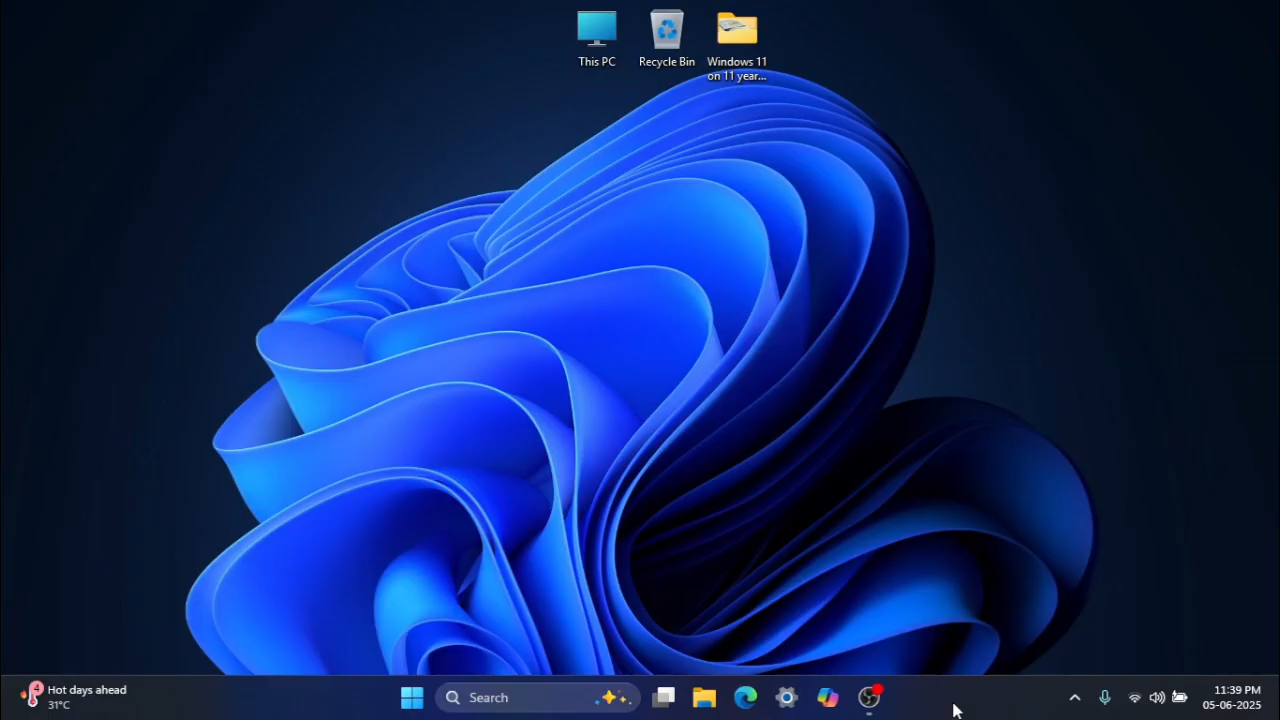 This PC
Recycle Bin
Windows 11
on 11 year...
4
Hot days ahead
31°C
Search
11:39 PM
05-06-2025